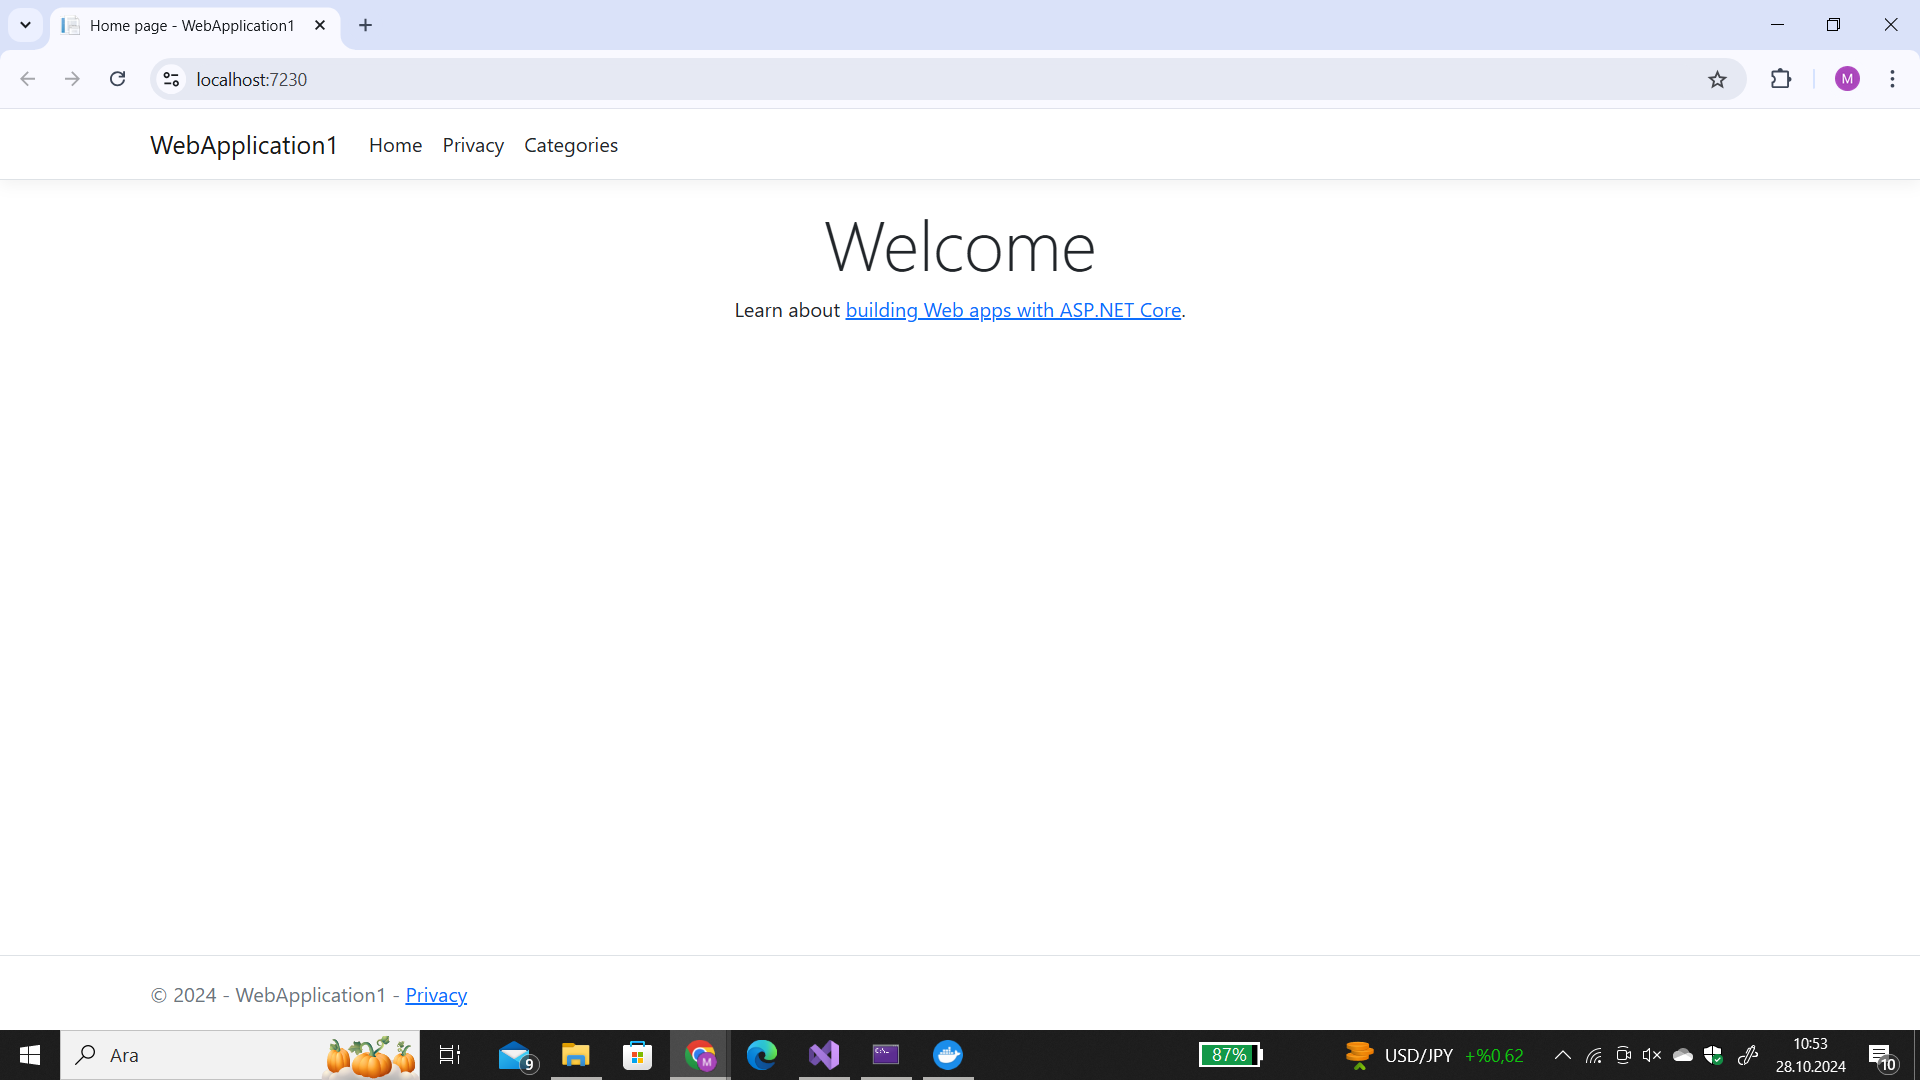 Home page - WebApplication1
localhost:7230
M
WebApplication1 Home Privacy Categories
Welcome
Learn about building Web apps with ASP.NET Core.
© 2024 - WebApplication1 - Privacy
Ara
9
M
87%
USD/JPY +%0,62
10:53
28.10.2024
10